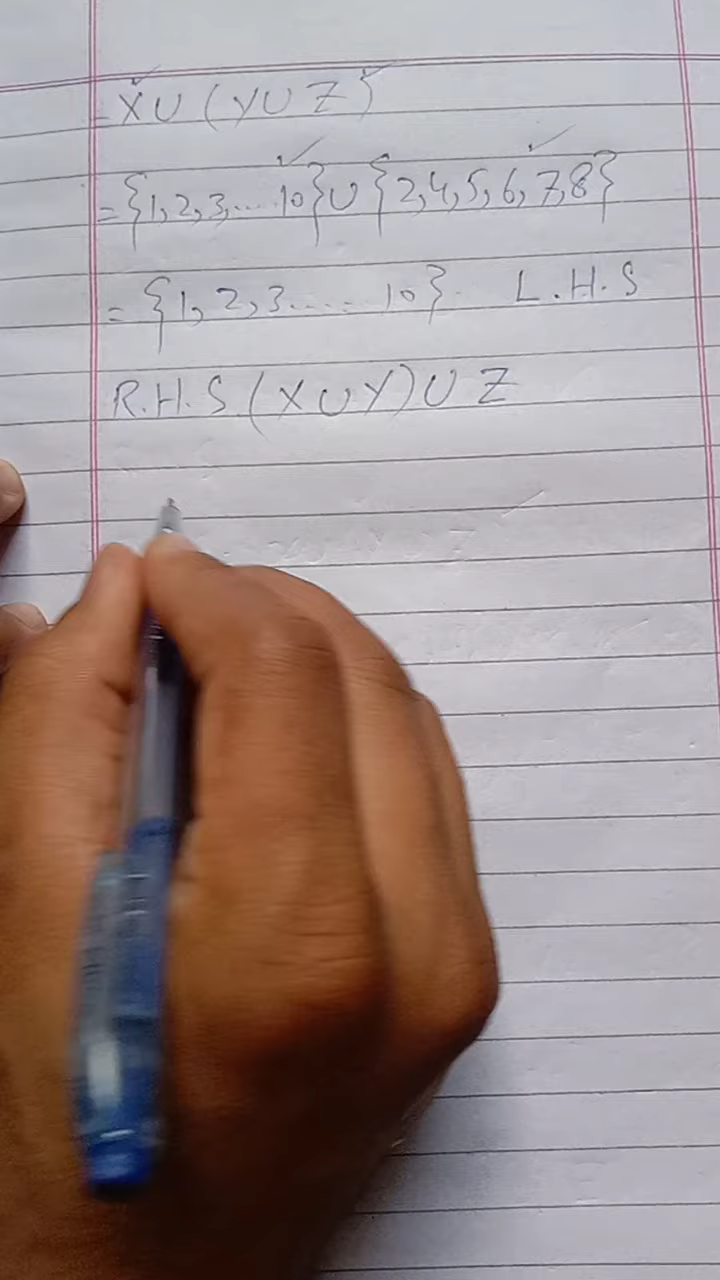 = X U (Y U Z)
= {1, 2, 3, .... 10} U {2, 4, 5, 6, 7, 8}
= {1, 2, 3 ..... 10} L.H.S
R.H.S (X U Y) U Z